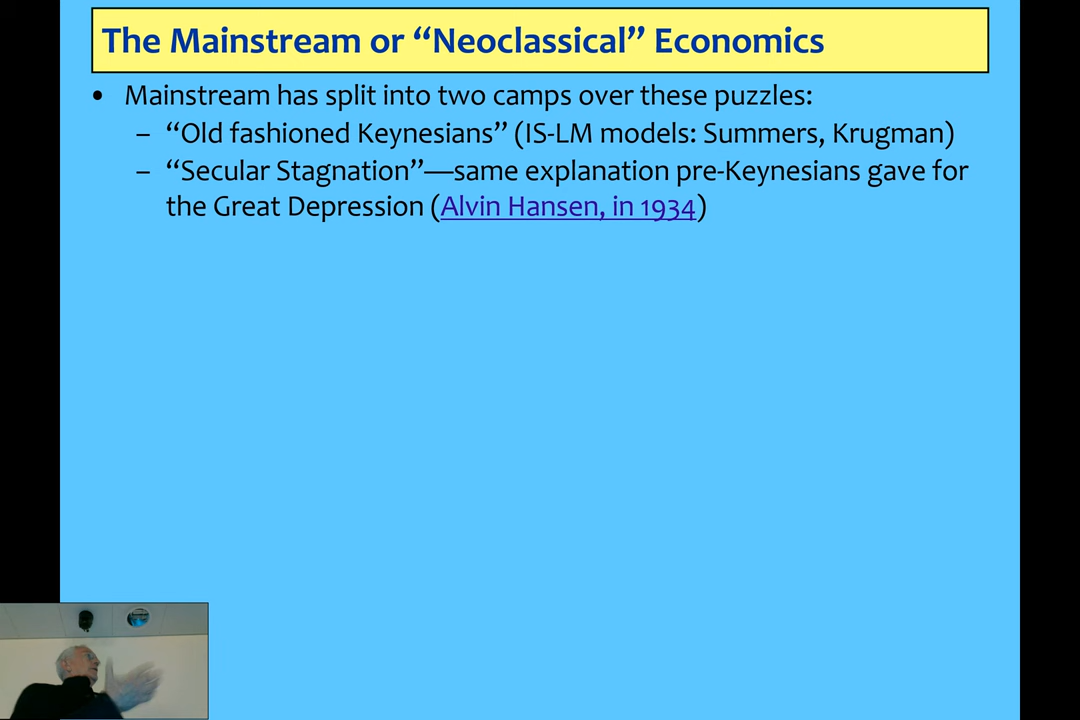 The Mainstream or “Neoclassical” Economics
• Mainstream has split into two camps over these puzzles:
– “Old fashioned Keynesians” (IS-LM models: Summers, Krugman)
– “Secular Stagnation”—same explanation pre-Keynesians gave for
the Great Depression (Alvin Hansen, in 1934)